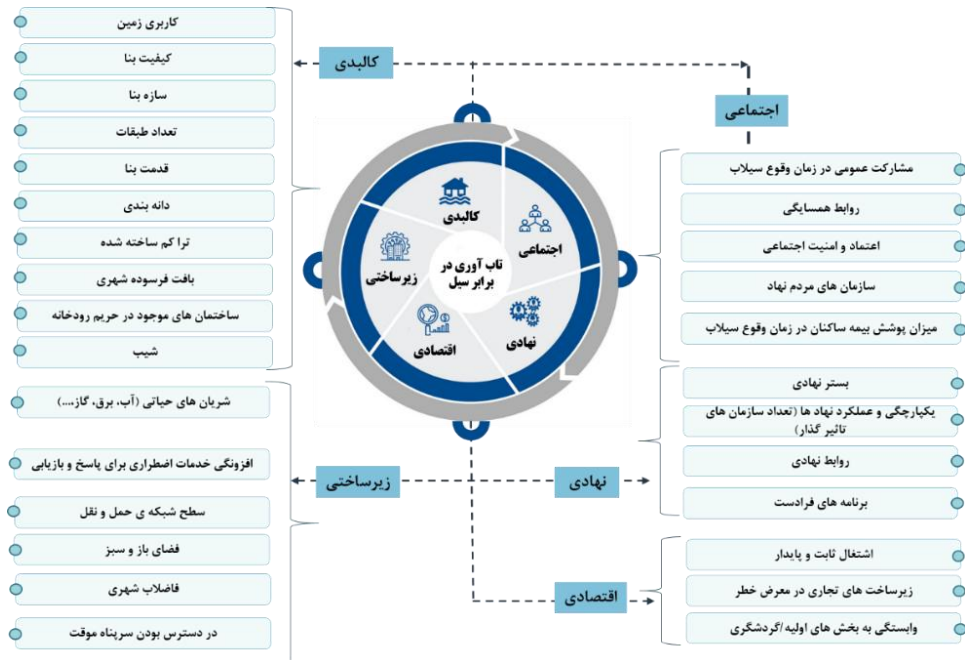 کالبدی
کاربری زمین
کیفیت بنا
سازه بنا
تعداد طبقات
قدمت بنا
دانه بندی
ترا کم ساخته شده
بافت فرسوده شهری
ساختمان های موجود در حریم رودخانه
شیب
اجتماعی
مشارکت عمومی در زمان وقوع سیلاب
روابط همسایگی
اعتماد و امنیت اجتماعی
سازمان های مردم نهاد
میزان پوشش بیمه ساکنان در زمان وقوع سیلاب
کالبدی
اجتماعی
زیرساختی
تاب آوری در
برابر سیل
اقتصادی
نهادی
نهادی
بستر نهادی
یکپارچگی و عملکرد نهاد ها (تعداد سازمان های
تاثیر گذار)
روابط نهادی
برنامه های فرادست
زیرساختی
شریان های حیاتی (آب، برق، گاز،...)
افزونگی خدمات اضطراری برای پاسخ و بازیابی
سطح شبکه ی حمل و نقل
فضای باز و سبز
فاضلاب شهری
در دسترس بودن سرپناه موقت
اقتصادی
اشتغال ثابت و پایدار
زیرساخت های تجاری در معرض خطر
وابستگی به بخش های اولیه/گردشگری